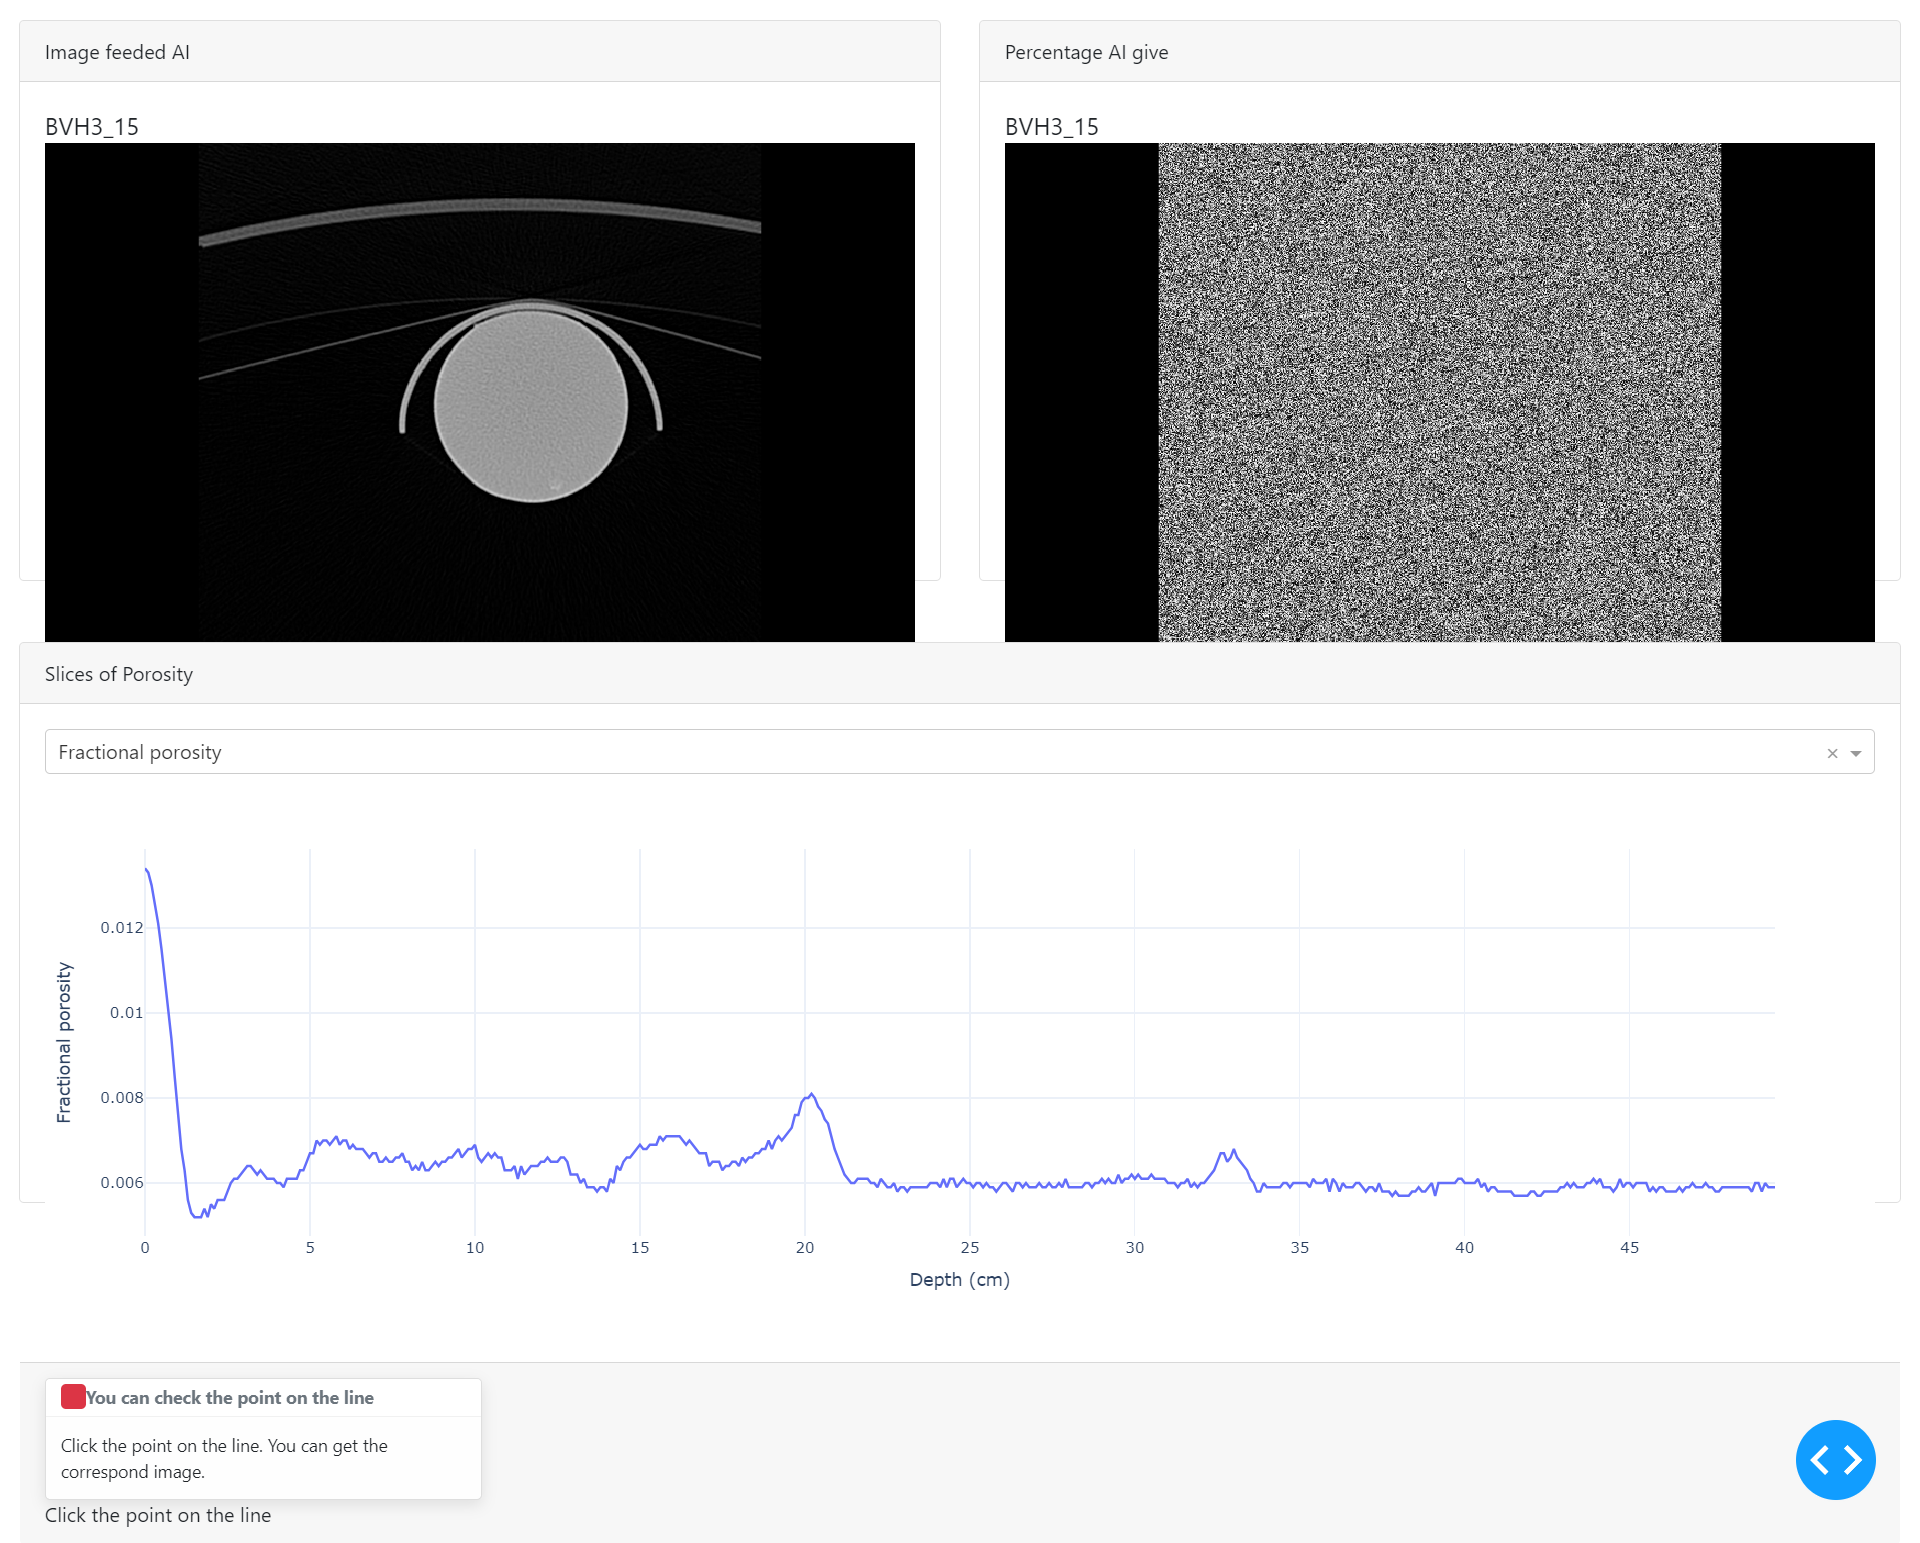 Image feeded AI
Percentage AI give
BVH3_15
BVH3_15
Slices of Porosity
Fractional porosity
×
Fractional porosity
0.012
0.01
0.008
0.006
0
5
10
15
20
25
30
35
40
45
Depth (cm)
You can check the point on the line
Click the point on the line. You can get the
correspond image.
Click the point on the line